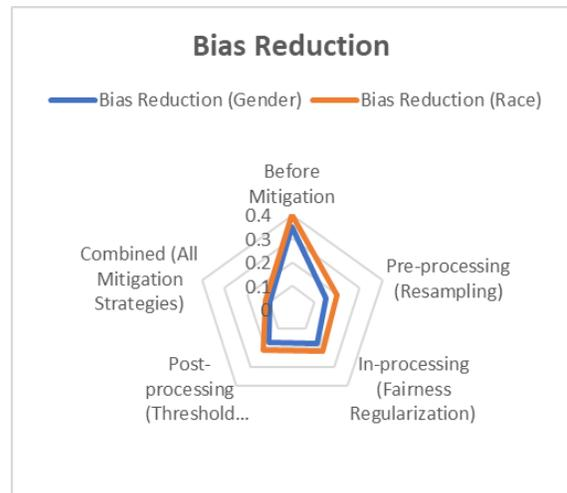 Bias Reduction
Bias Reduction (Gender) Bias Reduction (Race)
Before
Mitigation
0.4
0.3
0.2
0.1
0
Pre-processing
(Resampling)
In-processing
(Fairness
Regularization)
Post-
processing
(Threshold...
Combined (All
Mitigation
Strategies)